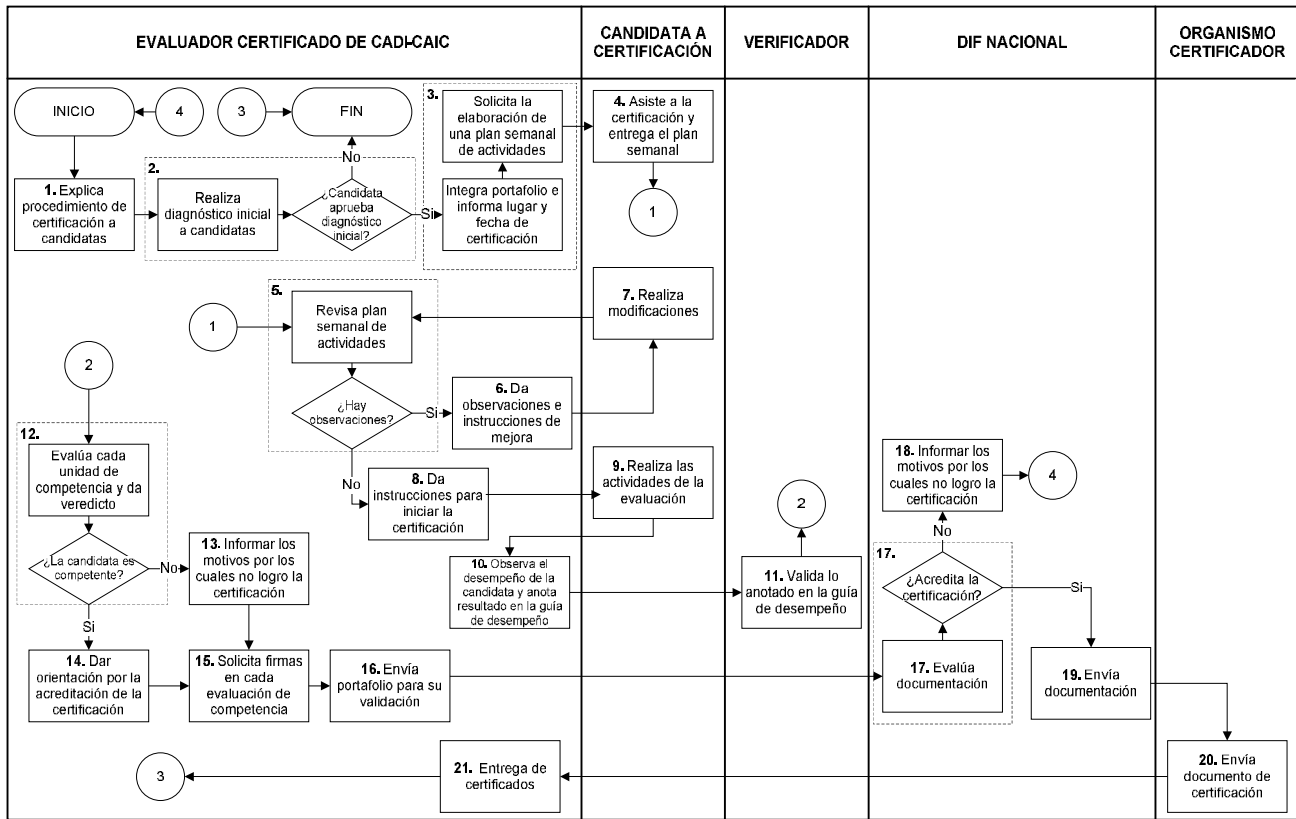 EVALUADOR CERTIFICADO DE CADI-CAIC
CANDIDATA A
CERTIFICACIÓN
VERIFICADOR
DIF NACIONAL
ORGANISMO
CERTIFICADOR
INICIO
4
3
FIN
No
1. Explica
procedimiento de
certificación a
candidatas
2.
Realiza
diagnóstico inicial
a candidatas
¿Candidata
aprueba
diagnóstico
inicial?
Si
3.
Solicita la
elaboración de
una plan semanal
de actividades
Integra portafolio e
informa lugar y
fecha de
certificación
4. Asiste a la
certificación y
entrega el plan
semanal
1
5.
1
Revisa plan
semanal de
actividades
¿Hay
observaciones?
Si
No
6. Da
observaciones e
instrucciones de
mejora
7. Realiza
modificaciones
8. Da
instrucciones para
iniciar la
certificación
9. Realiza las
actividades de la
evaluación
10. Observa el
desempeño de la
candidata y anota
resultado en la guía
de desempeño
2
11. Valida lo
anotado en la guía
de desempeño
2
12.
Evalúa cada
unidad de
competencia y da
veredicto
¿La candidata es
competente?
No
Si
13. Informar los
motivos por los
cuales no logro la
certificación
14. Dar
orientación por la
acreditación de la
certificación
15. Solicita firmas
en cada
evaluación de
competencia
16. Envía
portafolio para su
validación
18. Informar los
motivos por los
cuales no logro la
certificación
4
No
17.
¿Acredita la
certificación?
Si
17. Evalúa
documentación
19. Envía
documentación
20. Envía
documento de
certificación
21. Entrega de
certificados
3